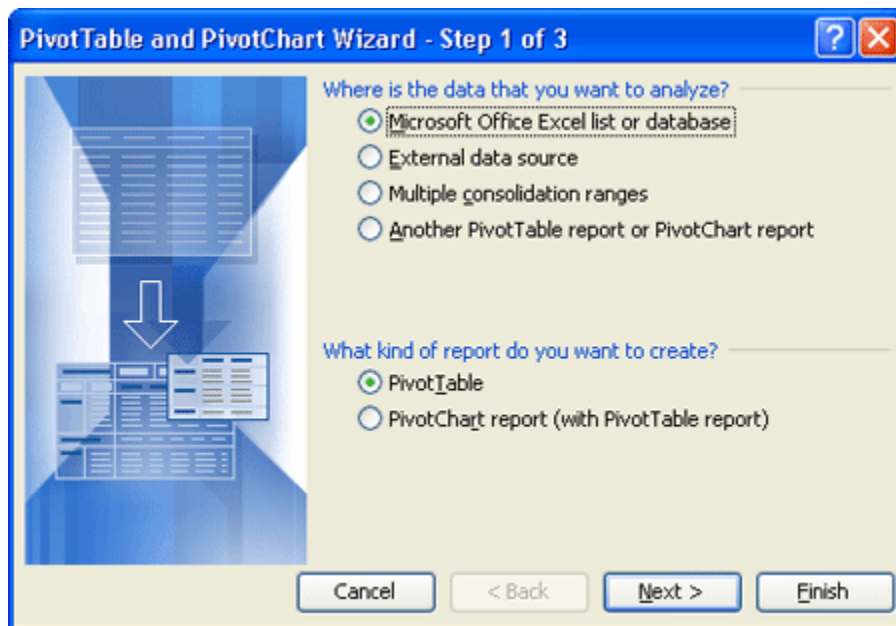 PivotTable and PivotChart Wizard - Step 1 of 3
Where is the data that you want to analyze?
Microsoft Office Excel list or database
External data source
Multiple consolidation ranges
Another PivotTable report or PivotChart report
What kind of report do you want to create?
PivotTable
PivotChart report (with PivotTable report)
Cancel
< Back
Next >
Finish